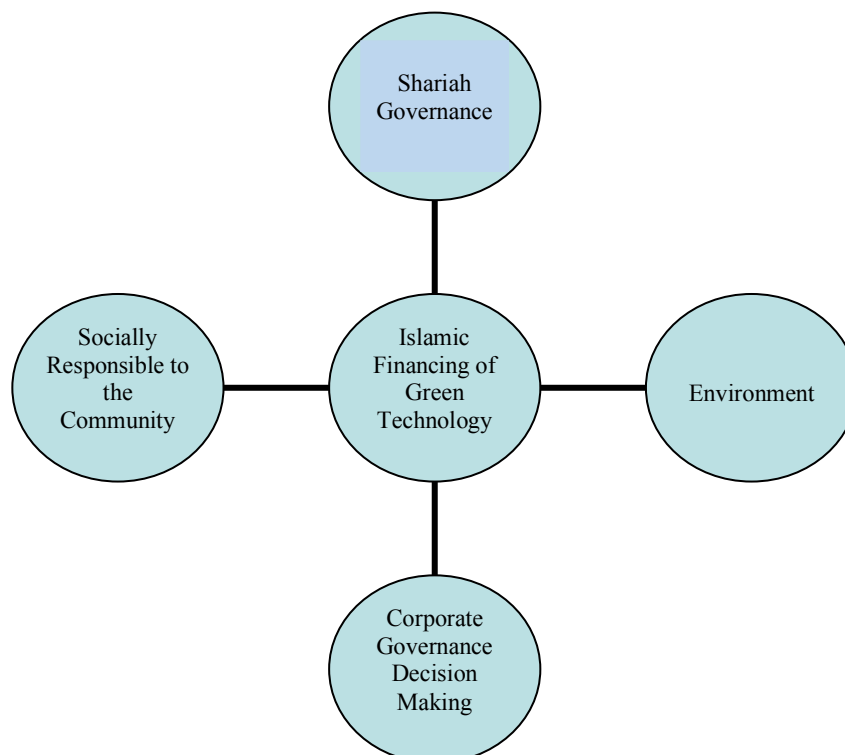 Shariah
Governance
Socially
Responsible to
the
Community
Islamic
Financing of
Green
Technology
Environment
Corporate
Governance
Decision
Making